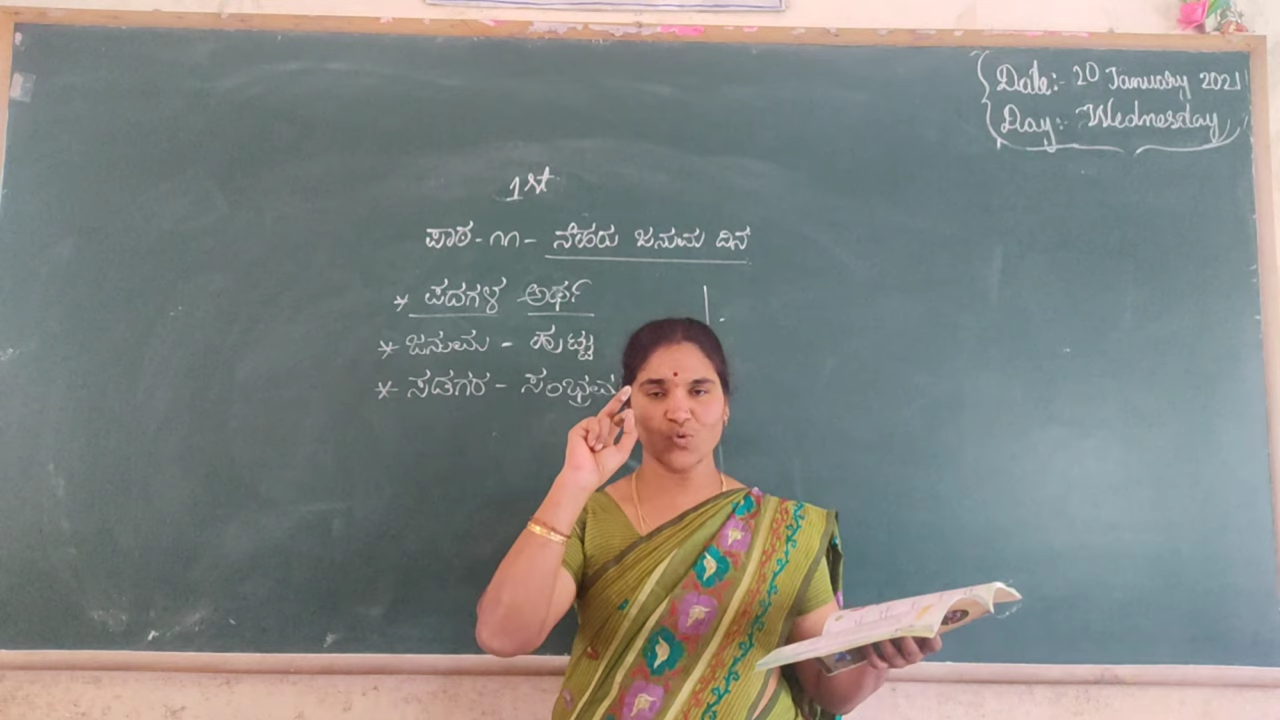 Date:- 20 January 2021
Day:- Wednesday
1st
ಪಾಠ-೧೧- ನೆಹರು ಜನುಮ ದಿನ
* ಪದಗಳ ಅರ್ಥ
* ಜನುಮ - ಹುಟ್ಟು
* ಸಡಗರ - ಸಂಭ್ರಮ